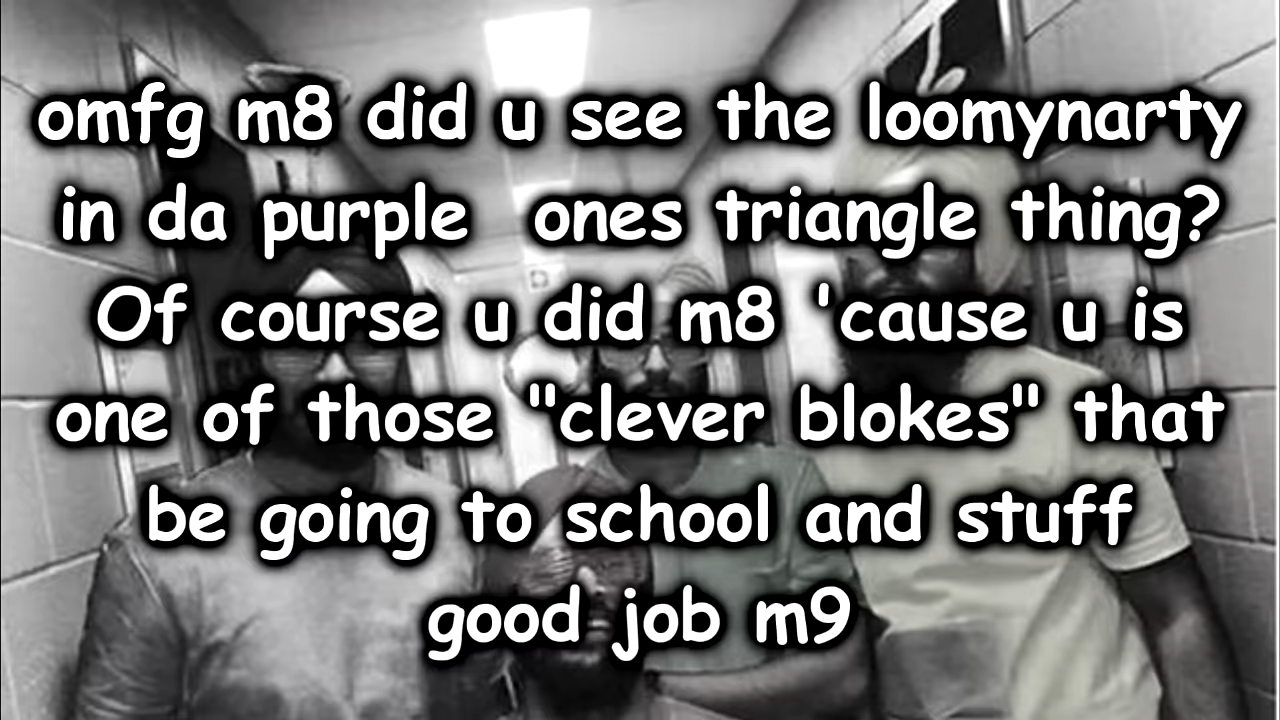 omfg m8 did u see the loomynarty
in da purple  ones triangle thing?
Of course u did m8 'cause u is
one of those "clever blokes" that
be going to school and stuff
good job m9